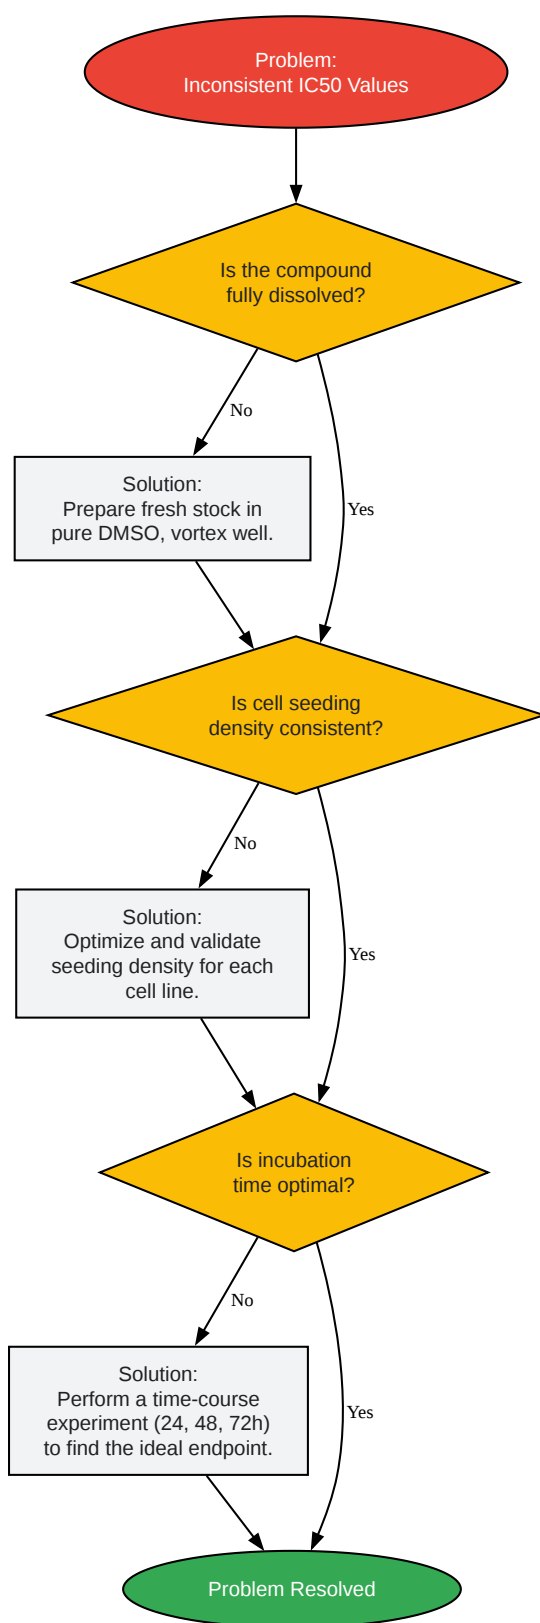 Problem:
Inconsistent IC50 Values
Is the compound
fully dissolved?
No
Solution:
Prepare fresh stock in
pure DMSO, vortex well.
Yes
Is cell seeding
density consistent?
No
Solution:
Optimize and validate
seeding density for each
cell line.
Yes
Is incubation
time optimal?
No
Solution:
Perform a time-course
experiment (24, 48, 72h)
to find the ideal endpoint.
Yes
Problem Resolved